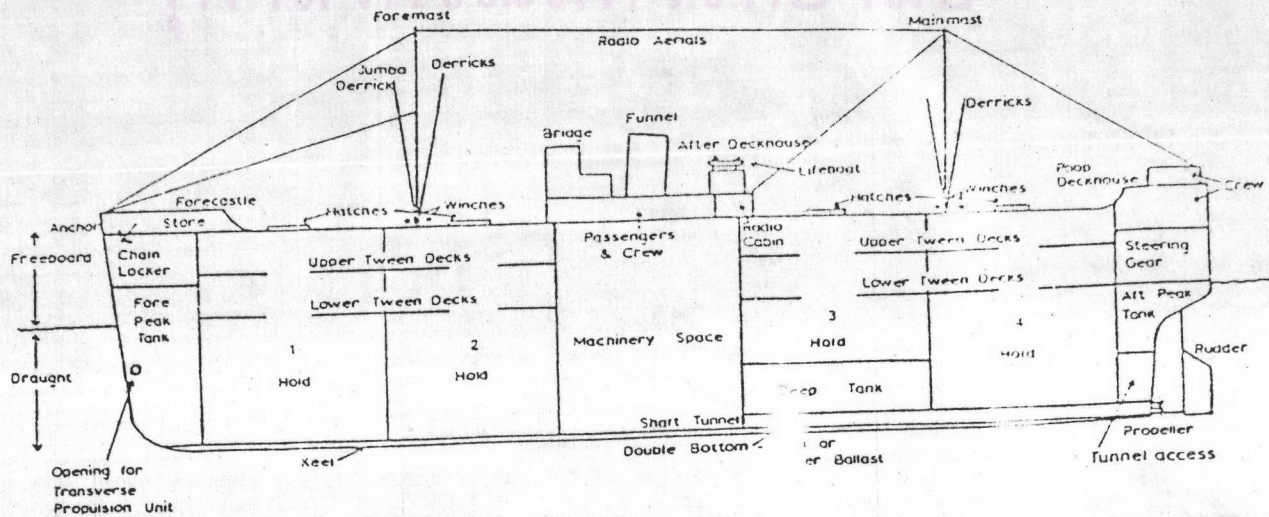 Foremast
Mainmast
Radio Aerials
Jumba
Derrick
Derricks
Derricks
Bridge
Funnel
After Deckhouse
Lifeboat
Poop
Deckhouse
Crew
Forecastle
Store
Hatches
Winches
Hatches
Winches
Anchor
Freeboard
Chain
Locker
Upper Tween Decks
Passengers
& Crew
Radio
Cabin
Upper Tween Decks
Steering
Gear
Fore
Peak
Tank
Lower Tween Decks
Lower Tween Decks
Aft Peak
Tank
Draught
1
Hold
2
Hold
Machinery Space
3
Hold
4
Hold
Rudder
Tank
Shaft Tunnel
Double Bottom
or
Ballast
Keel
Propeller
Tunnel access
Opening for
Transverse
Propulsion Unit